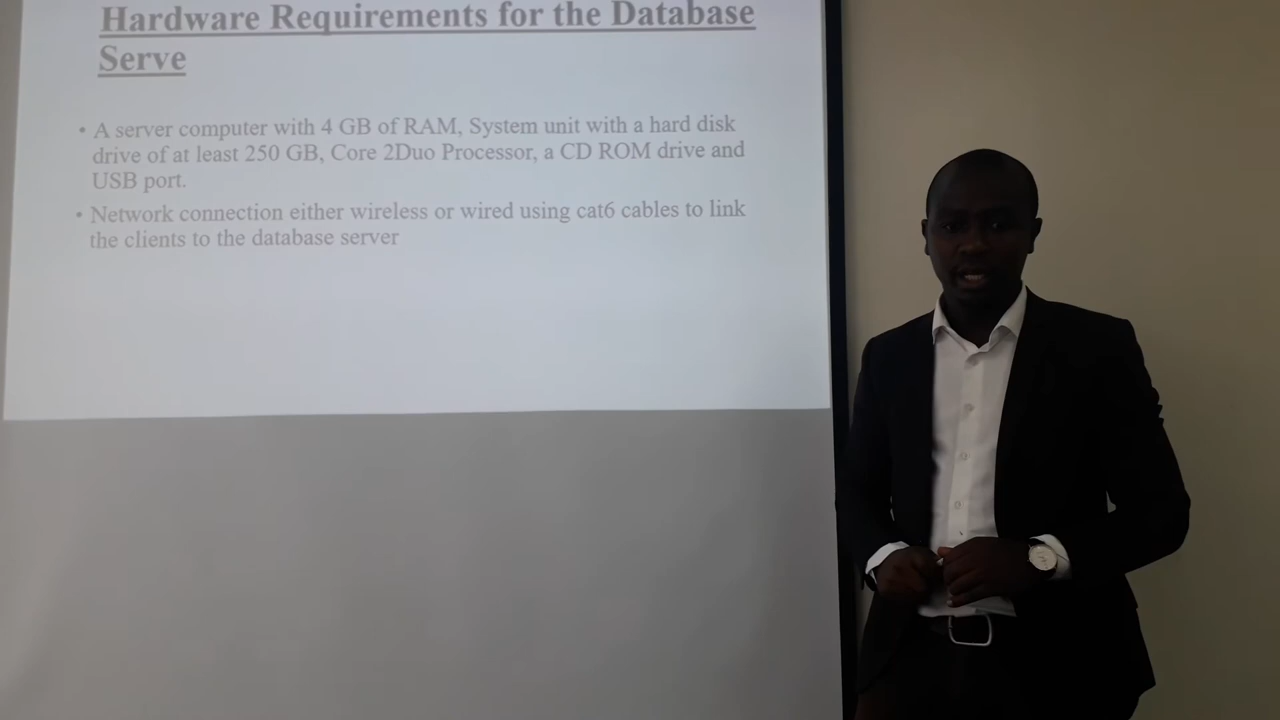 Hardware Requirements for the Database
Serve
• A server computer with 4 GB of RAM, System unit with a hard disk
drive of at least 250 GB, Core 2Duo Processor, a CD ROM drive and
USB port.
• Network connection either wireless or wired using cat6 cables to link
the clients to the database server